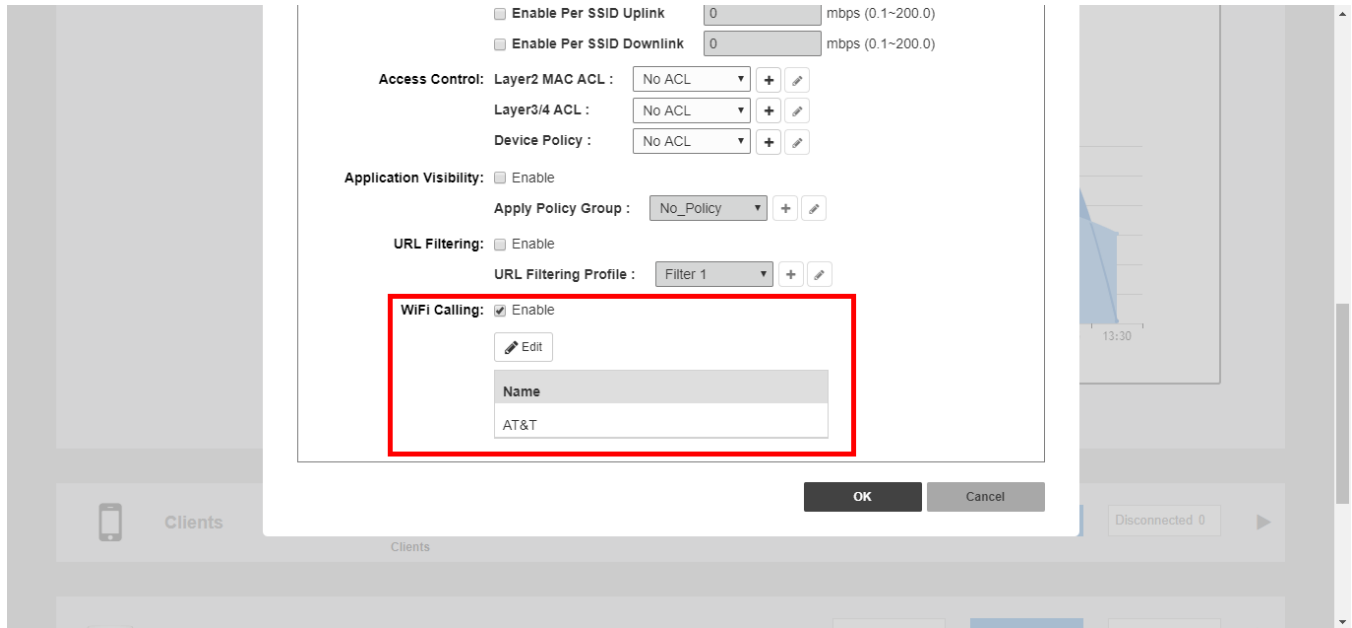 Enable Per SSID Uplink 0 mbps (0.1~200.0)
Enable Per SSID Downlink 0 mbps (0.1~200.0)
Access Control: Layer2 MAC ACL : No ACL
Layer3/4 ACL : No ACL
Device Policy : No ACL
Application Visibility: Enable
Apply Policy Group : No_Policy
URL Filtering: Enable
URL Filtering Profile : Filter 1
WiFi Calling: Enable
Edit
Name
AT&T
13:30
OK Cancel
Clients
Disconnected 0
Clients